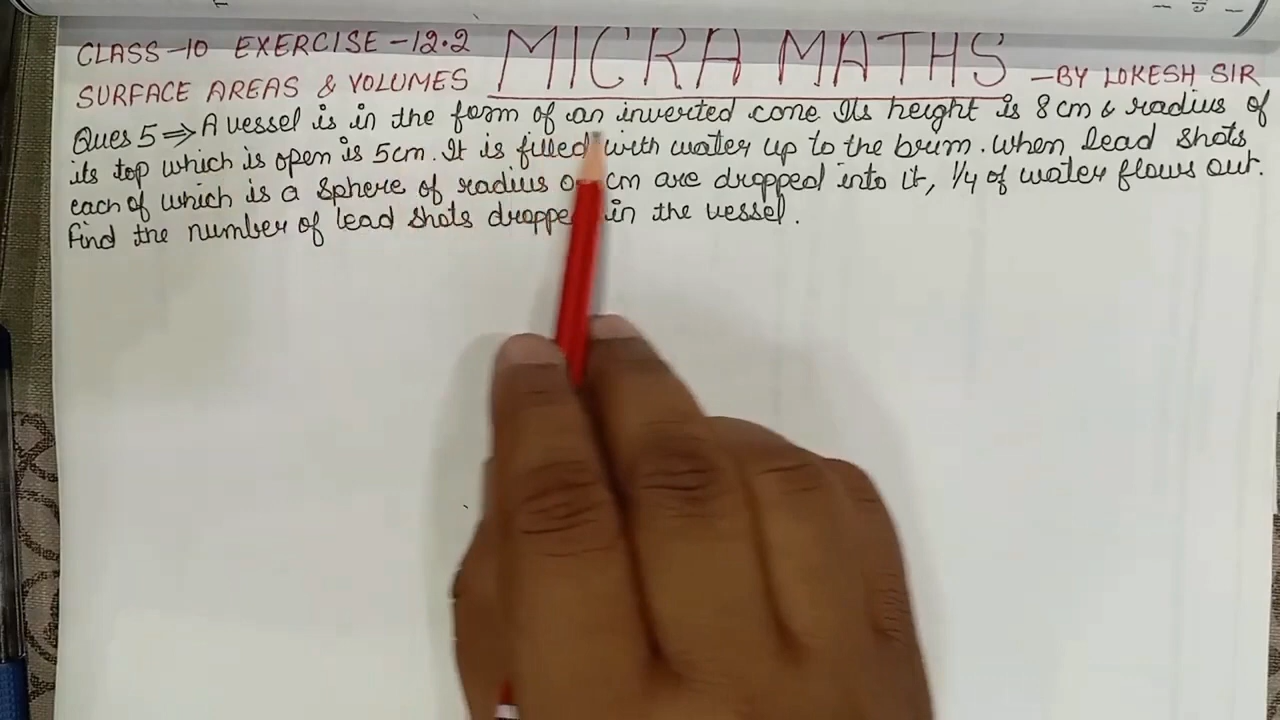 CLASS-10 EXERCISE-12.2
SURFACE AREAS & VOLUMES
MICRA MATHS
-BY LOKESH SIR
Ques 5⇒ A vessel is in the form of an inverted cone. Its height is 8 cm & radius of
its top which is open is 5cm. It is filled with water up to the brum. When lead shots
each of which is a sphere of radius cm are dropped into it, 1/4 of water flows out.
find the number of lead shots in the vessel.